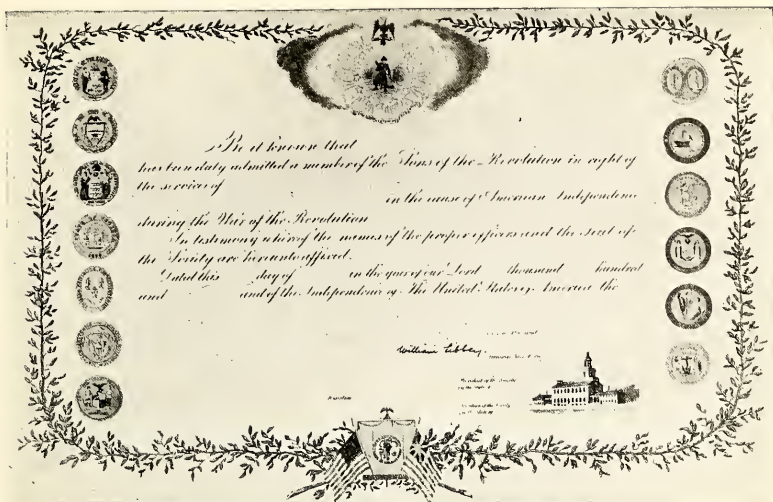 Be it known that
has been duly admitted a member of the Sons of the Revolution in right of
the services of
in the cause of American Independence
during the War of the Revolution
In testimony whereof the names of the proper officers and the seal of
the Society are hereunto affixed.
Dated this day of in the year of our Lord thousand hundred
and and of the Independence of The United States of America the
William Libbey.